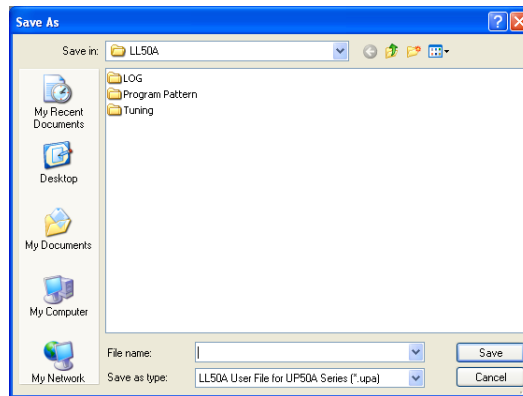 Save As
Save in: LL50A
LOG
Program Pattern
Tuning
My Recent
Documents
Desktop
My Documents
My Computer
My Network
File name:
Save
Save as type: LL50A User File for UP50A Series (*.upa)
Cancel